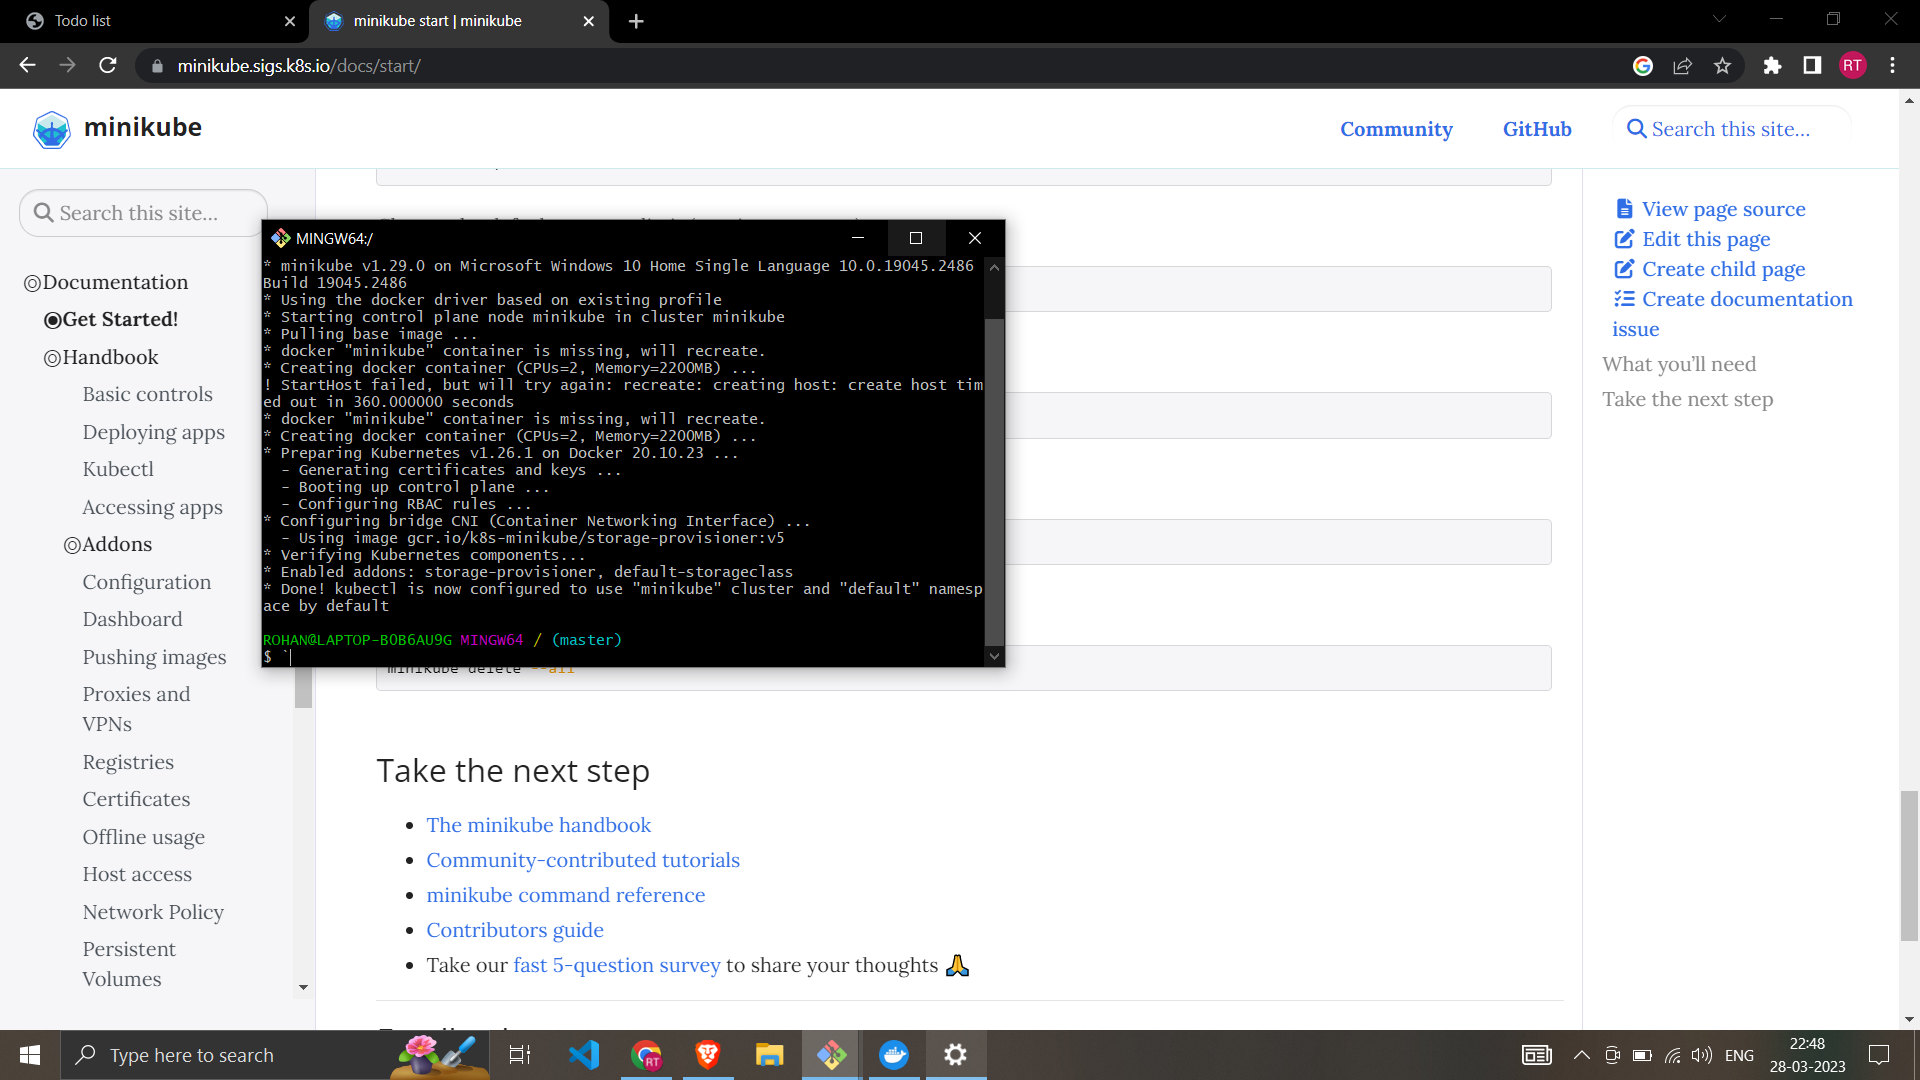 Todo list
minikube start | minikube
minikube.sigs.k8s.io/docs/start/
RT
minikube
Community
GitHub
Search this site...
Search this site...
Documentation
Get Started!
Handbook
Basic controls
Deploying apps
Kubectl
Accessing apps
Addons
Configuration
Dashboard
Pushing images
Proxies and
VPNs
Registries
Certificates
Offline usage
Host access
Network Policy
Persistent
Volumes
MINGW64:/
* minikube v1.29.0 on Microsoft Windows 10 Home Single Language 10.0.19045.2486
Build 19045.2486
* Using the docker driver based on existing profile
* Starting control plane node minikube in cluster minikube
* Pulling base image ...
* docker "minikube" container is missing, will recreate.
* Creating docker container (CPUs=2, Memory=2200MB) ...
! StartHost failed, but will try again: recreate: creating host: create host tim
ed out in 360.000000 seconds
* docker "minikube" container is missing, will recreate.
* Creating docker container (CPUs=2, Memory=2200MB) ...
* Preparing Kubernetes v1.26.1 on Docker 20.10.23 ...
- Generating certificates and keys ...
- Booting up control plane ...
- Configuring RBAC rules ...
* Configuring bridge CNI (Container Networking Interface) ...
- Using image gcr.io/k8s-minikube/storage-provisioner:v5
* Verifying Kubernetes components...
* Enabled addons: storage-provisioner, default-storageclass
* Done! kubectl is now configured to use "minikube" cluster and "default" namesp
ace by default
ROHAN@LAPTOP-B0B6AU9G MINGW64 / (master)
$ `
minikube delete --all
Take the next step
The minikube handbook
Community-contributed tutorials
minikube command reference
Contributors guide
Take our fast 5-question survey to share your thoughts 🙏
View page source
Edit this page
Create child page
Create documentation
issue
What you'll need
Take the next step
Type here to search
RT
ENG
22:48
28-03-2023